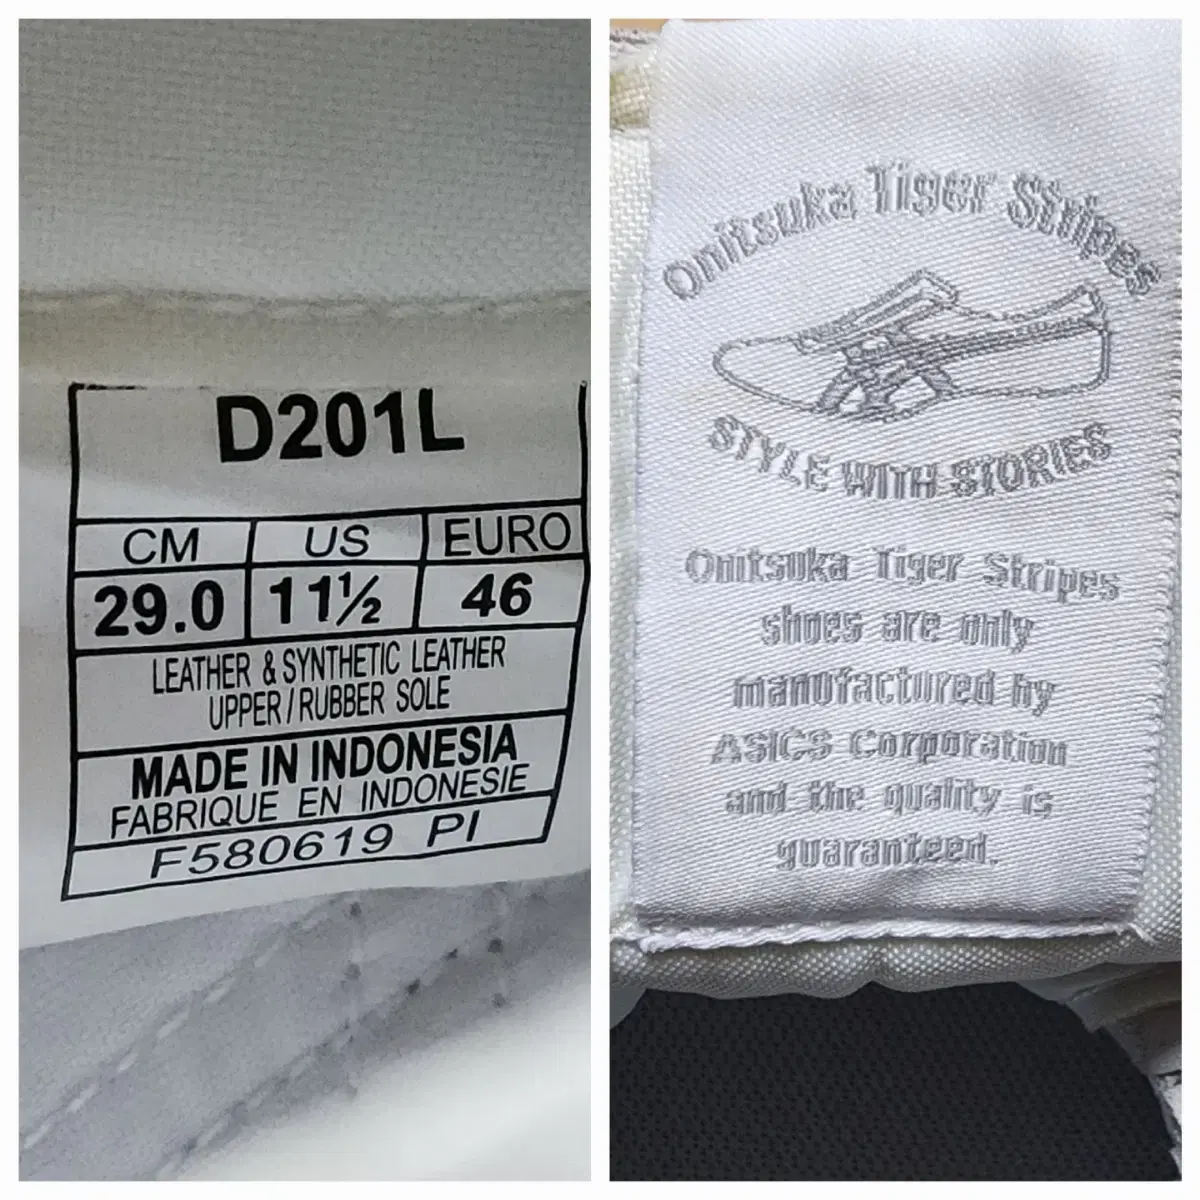 D201L
CM US EURO
29.0 11½ 46
LEATHER & SYNTHETIC LEATHER
UPPER / RUBBER SOLE
MADE IN INDONESIA
FABRIQUE EN INDONESIE
F580619 PI
Onitsuka Tiger Stripes
STYLE WITH STORIES
Onitsuka Tiger Stripes
shoes are only
manufactured by
ASICS Corporation
and the quality is
guaranteed.